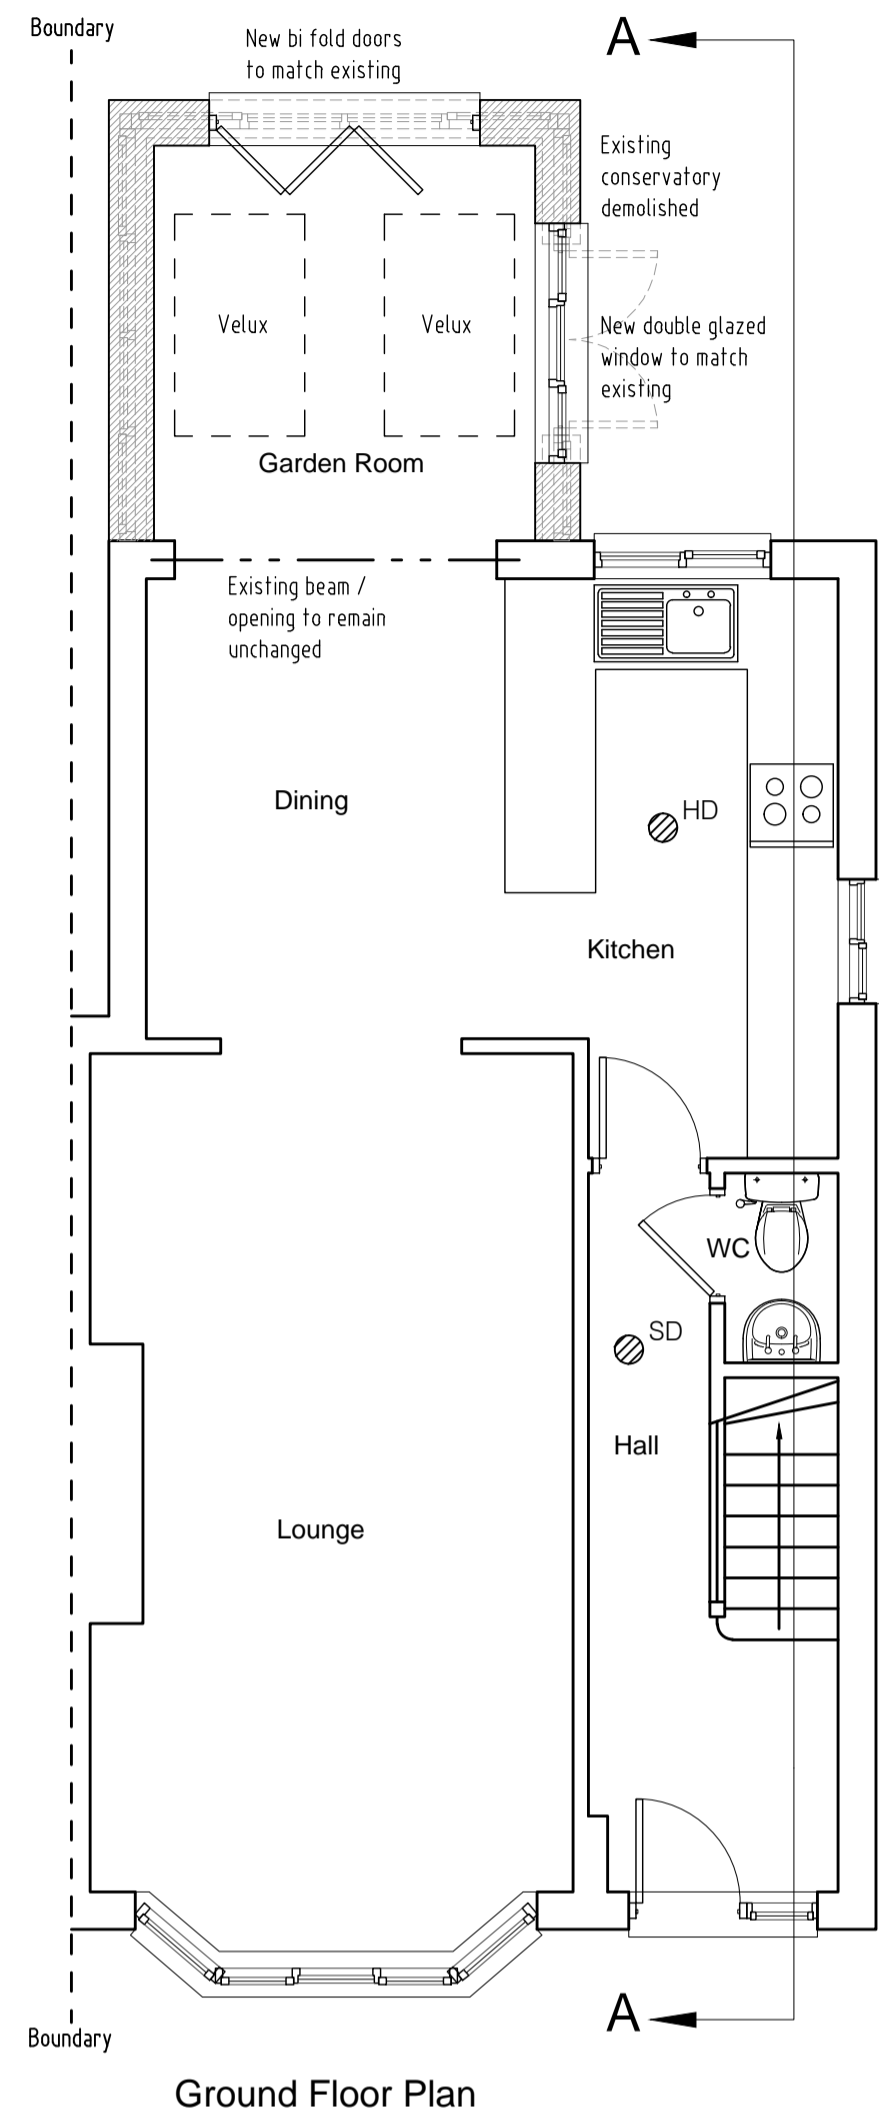 Boundary
New bi fold doors
to match existing
A
Existing
conservatory
demolished
Velux
Velux
New double glazed
window to match
existing
Garden Room
Existing beam /
opening to remain
unchanged
Dining
HD
Kitchen
WC
SD
Hall
Lounge
A
Boundary
Ground Floor Plan